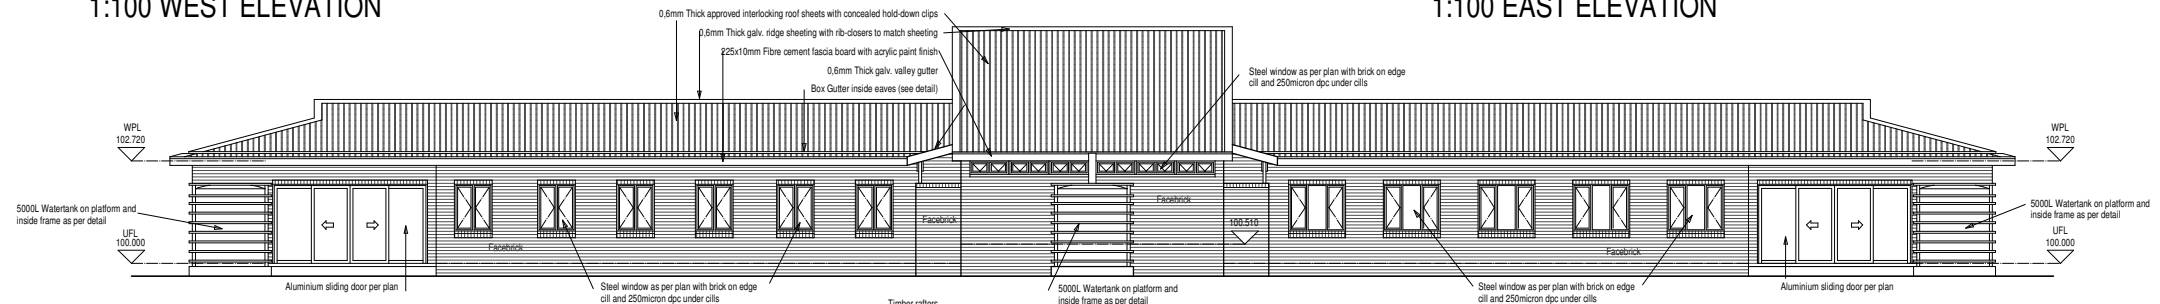 1:100 WEST ELEVATION
1:100 EAST ELEVATION
0,6mm Thick approved interlocking roof sheets with concealed hold-down clips
0,6mm Thick galv. ridge sheeting with rib-closers to match sheeting
225x10mm Fibre cement fascia board with acrylic paint finish
0,6mm Thick galv. valley gutter
Box Gutter inside eaves (see detail)
Steel window as per plan with brick on edge
cill and 250micron dpc under cills
WPL
102.720
WPL
102.720
5000L Watertank on platform and
inside frame as per detail
UFL
100.000
Facebrick
Facebrick
Facebrick
100.510
Facebrick
5000L Watertank on platform and
inside frame as per detail
UFL
100.000
Aluminium sliding door per plan
Steel window as per plan with brick on edge
cill and 250micron dpc under cills
Timber rafters
5000L Watertank on platform and
inside frame as per detail
Steel window as per plan with brick on edge
cill and 250micron dpc under cills
Aluminium sliding door per plan